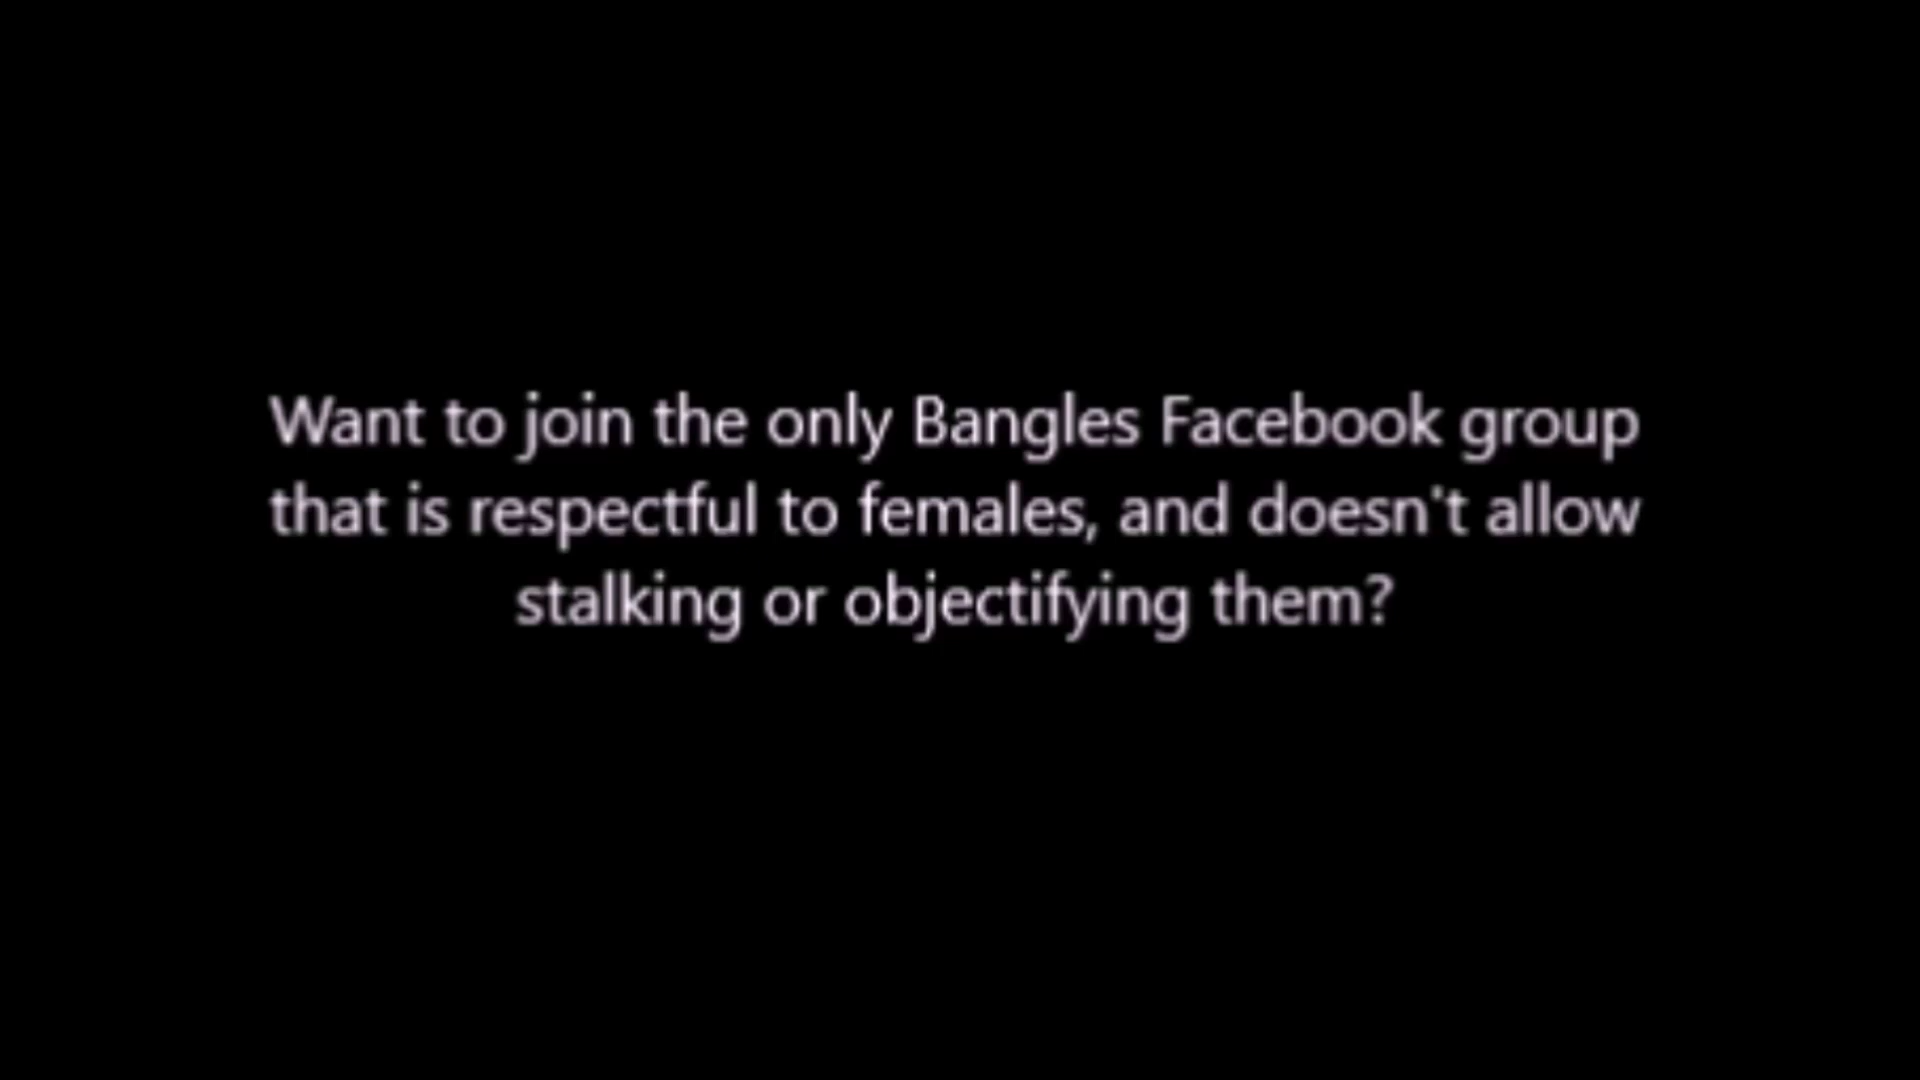 Want to join the only Bangles Facebook group
that is respectful to females, and doesn't allow
stalking or objectifying them?